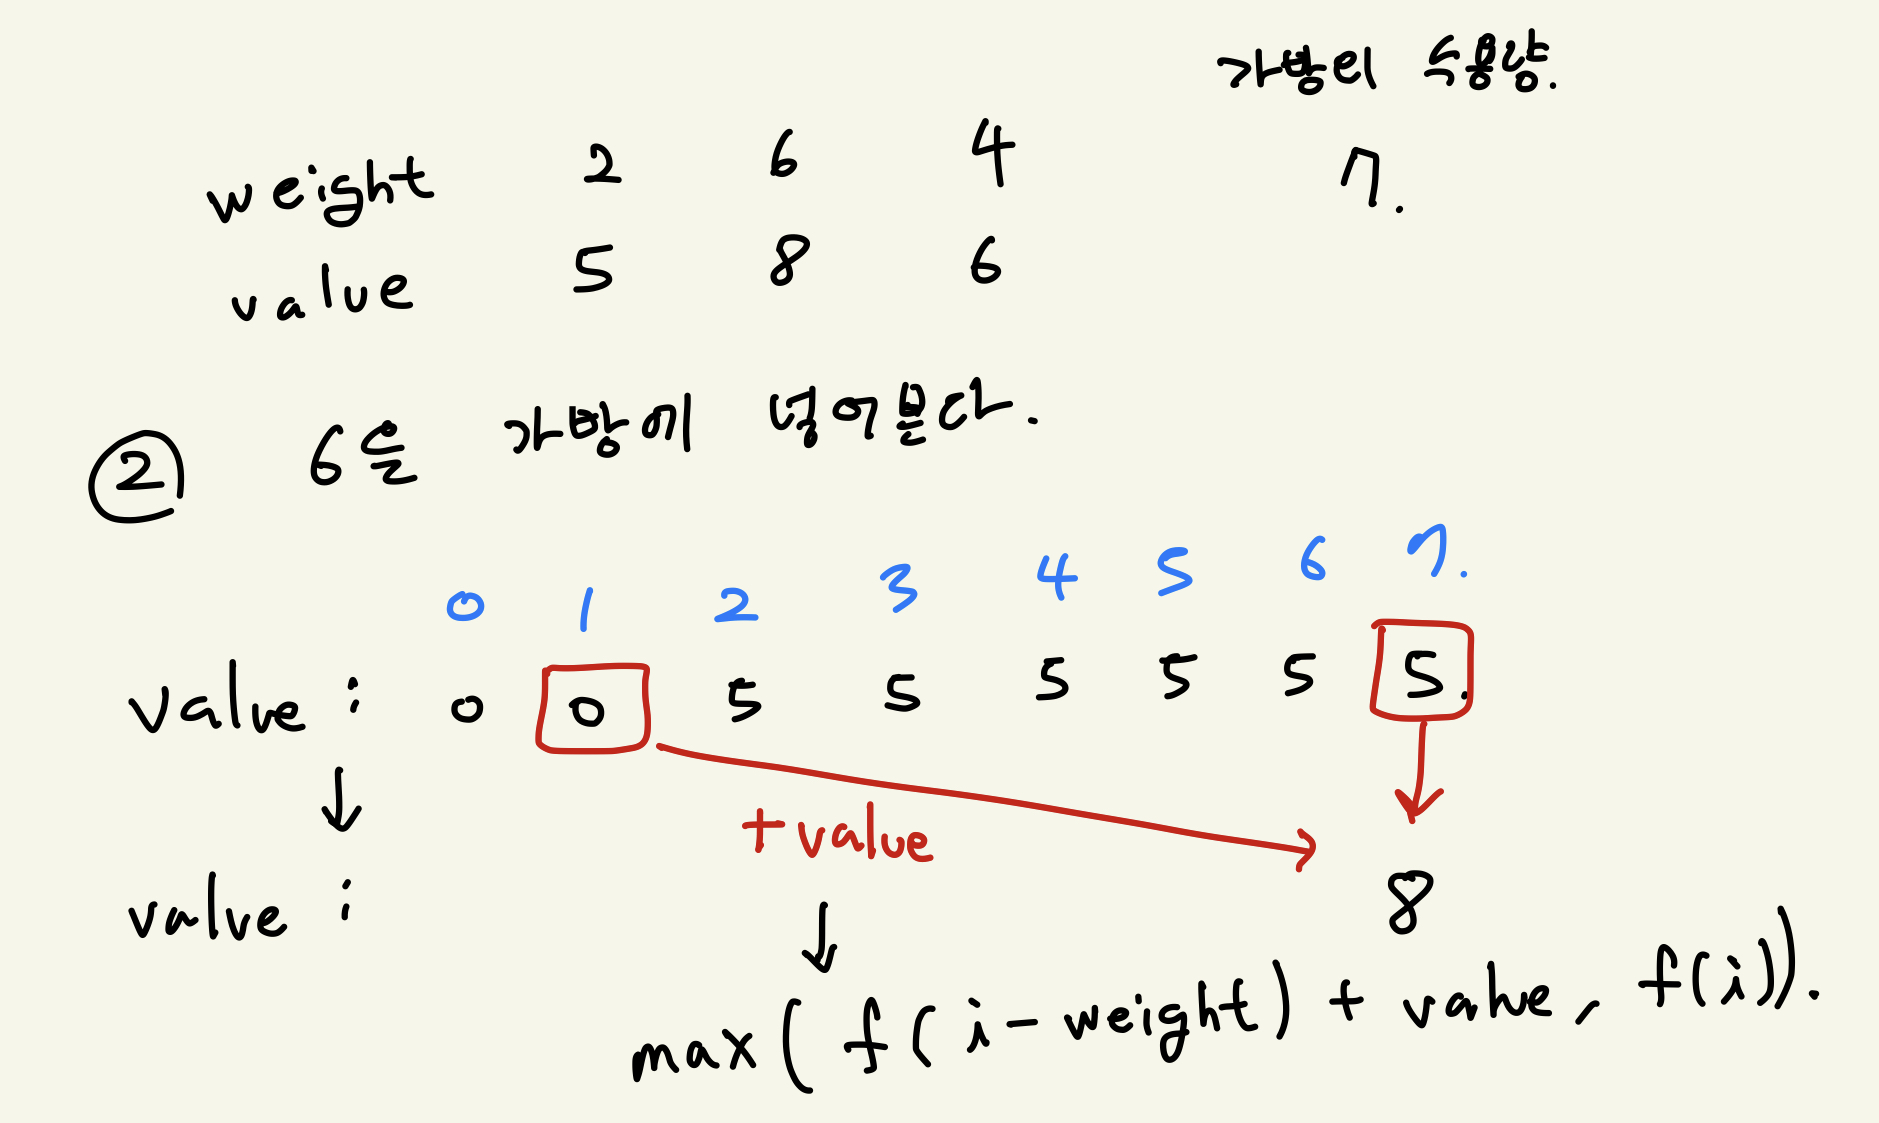 가방의 수용량.
weight 2 6 4 7.
value 5 8 6
② 6을 가방에 넣어본다.
0 1 2 3 4 5 6 7.
value : 0 0 5 5 5 5 5 5.
↓
+ value
value : 8
↓
max ( f ( i - weight ) + value, f(i) ).